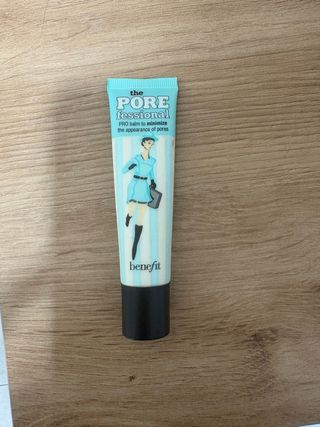 the
PORE
fessional
PRO balm to minimize
the appearance of pores
benefit